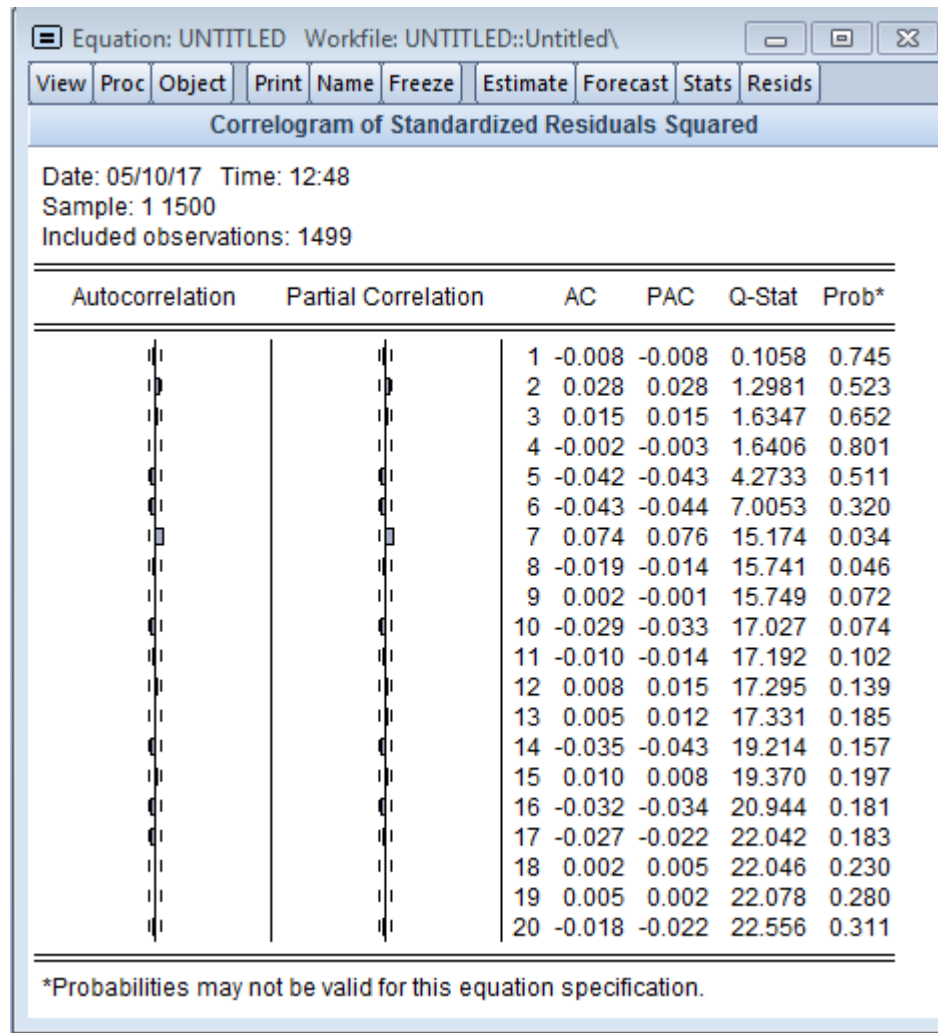 Equation: UNTITLED Workfile: UNTITLED::Untitled\
View Proc Object Print Name Freeze Estimate Forecast Stats Resids
Correlogram of Standardized Residuals Squared
Date: 05/10/17 Time: 12:48
Sample: 1 1500
Included observations: 1499
Autocorrelation Partial Correlation AC PAC Q-Stat Prob*
1 -0.008 -0.008 0.1058 0.745
2 0.028 0.028 1.2981 0.523
3 0.015 0.015 1.6347 0.652
4 -0.002 -0.003 1.6406 0.801
5 -0.042 -0.043 4.2733 0.511
6 -0.043 -0.044 7.0053 0.320
7 0.074 0.076 15.174 0.034
8 -0.019 -0.014 15.741 0.046
9 0.002 -0.001 15.749 0.072
10 -0.029 -0.033 17.027 0.074
11 -0.010 -0.014 17.192 0.102
12 0.008 0.015 17.295 0.139
13 0.005 0.012 17.331 0.185
14 -0.035 -0.043 19.214 0.157
15 0.010 0.008 19.370 0.197
16 -0.032 -0.034 20.944 0.181
17 -0.027 -0.022 22.042 0.183
18 0.002 0.005 22.046 0.230
19 0.005 0.002 22.078 0.280
20 -0.018 -0.022 22.556 0.311
*Probabilities may not be valid for this equation specification.